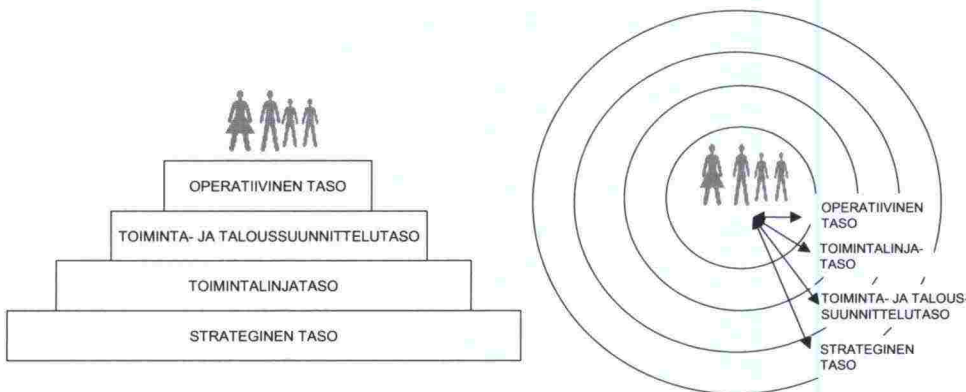 OPERATIIVINEN TASO
TOIMINTA- JA TALOUSSUUNNITTELUTASO
TOIMINTALINJATASO
STRATEGINEN TASO
OPERATIIVINEN
TASO
TOIMINTALINJA-
TASO
TOIMINTA- JA TALOUS-
SUUNNITTELUTASO
STRATEGINEN
TASO